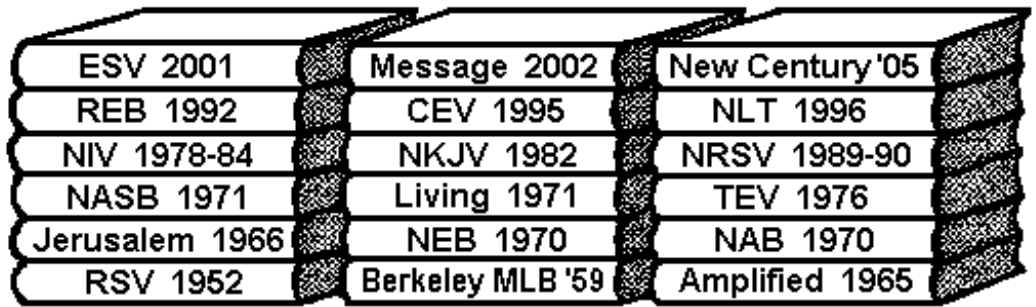 ESV 2001 Message 2002 New Century '05
REB 1992 CEV 1995 NLT 1996
NIV 1978-84 NKJV 1982 NRSV 1989-90
NASB 1971 Living 1971 TEV 1976
Jerusalem 1966 NEB 1970 NAB 1970
RSV 1952 Berkeley MLB '59 Amplified 1965